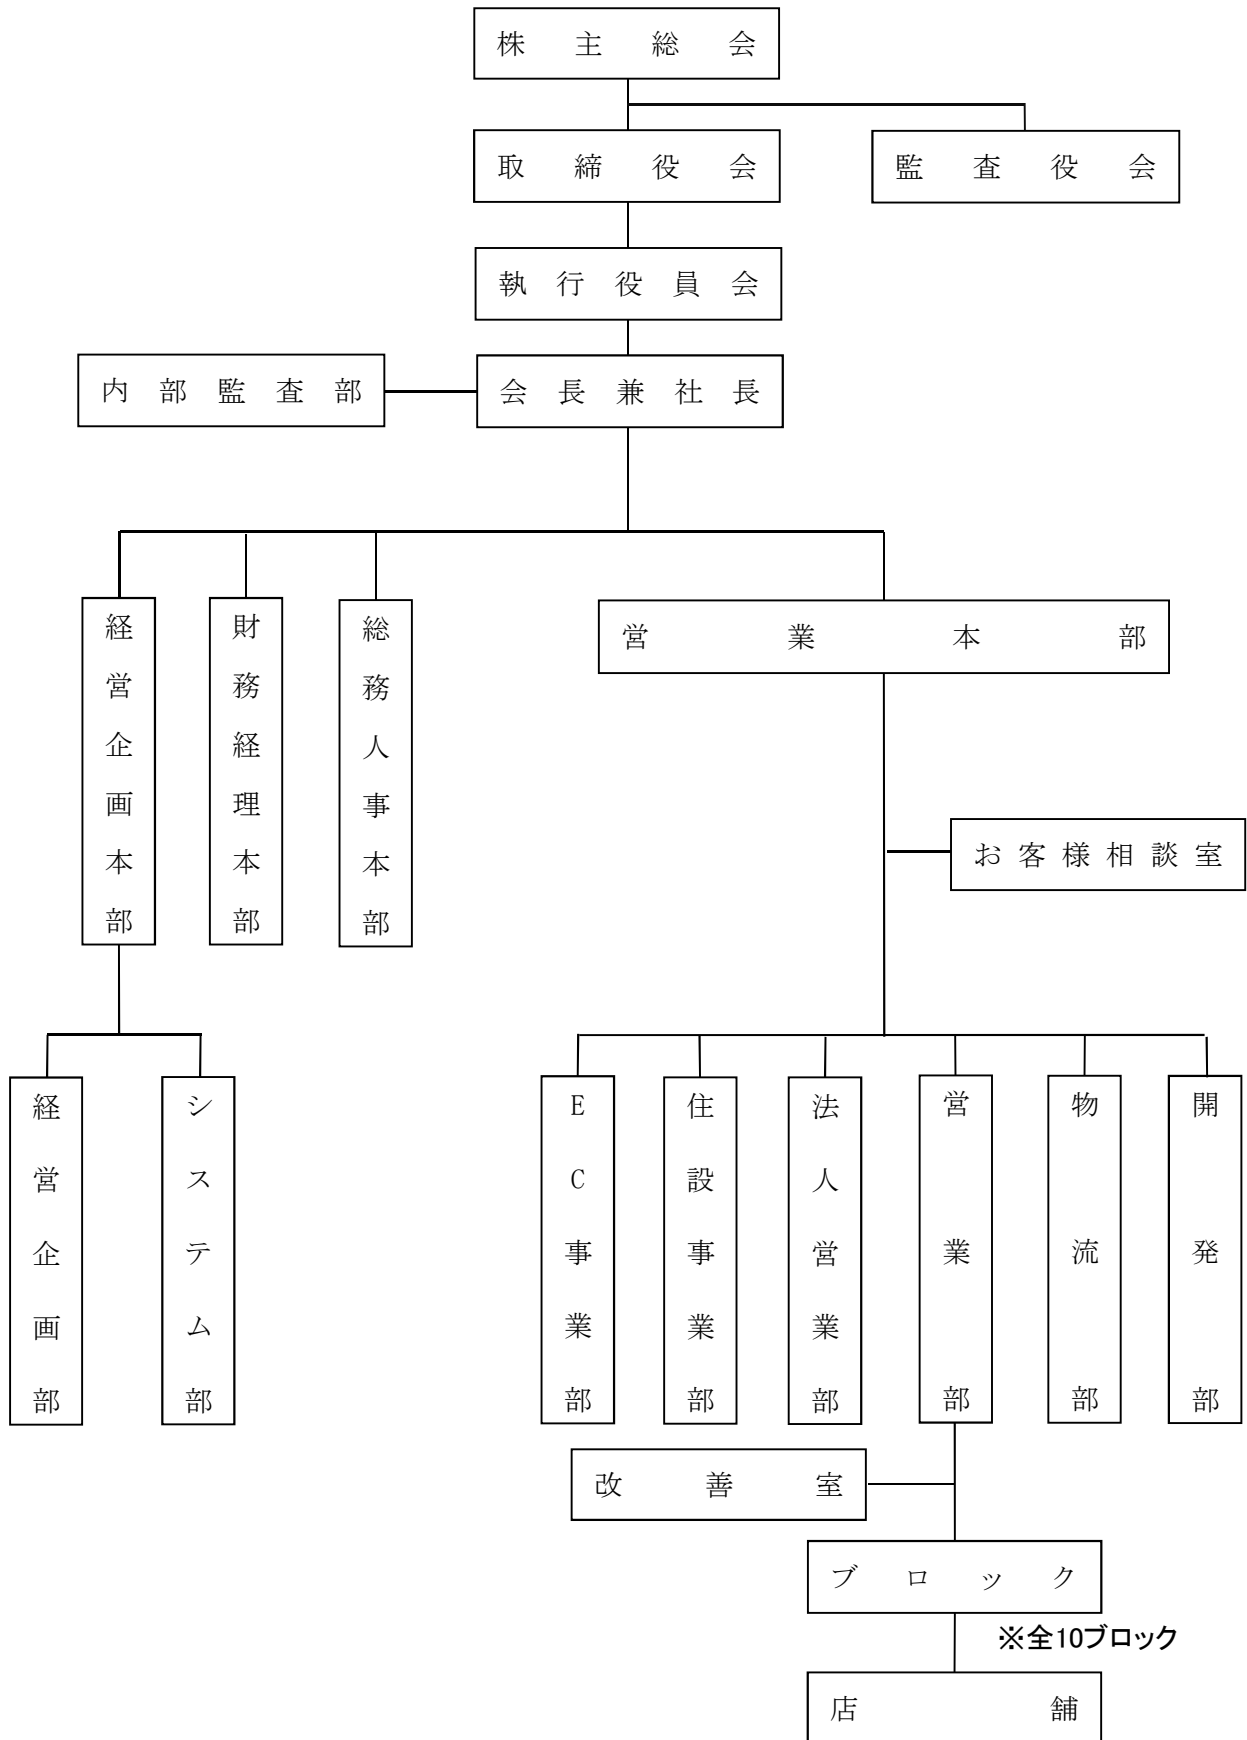 株主総会
取締役会
監査役会
執行役員会
内部監査部
会長兼社長
経営企画本部
財務経理本部
総務人事本部
営業本部
お客様相談室
経営企画部
システム部
EC事業部
住設事業部
法人営業部
営業部
物流部
開発部
改善室
ブロック
※全10ブロック
店舗